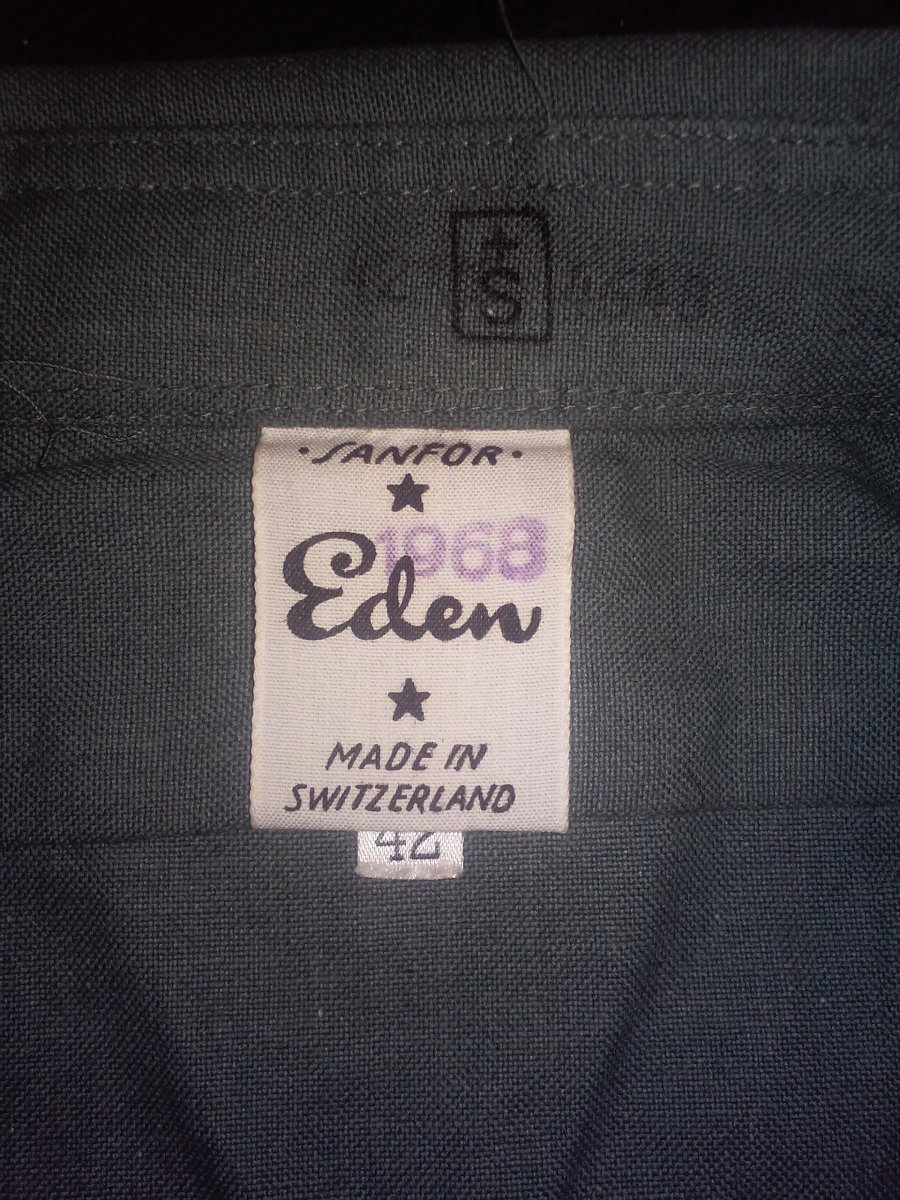 +
S
·SANFOR·
1968
Eden
MADE IN
SWITZERLAND
42